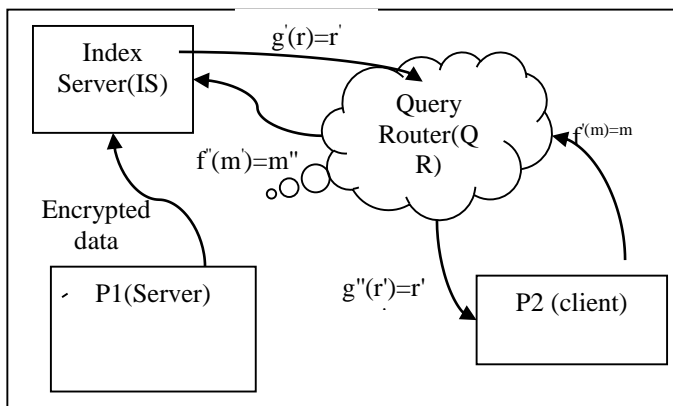 g'(r)=r'
Index
Server(IS)
Query
Router(Q
R)
f'(m)=m
f''(m')=m''
Encrypted
data
P1(Server)
g''(r')=r'
P2 (client)